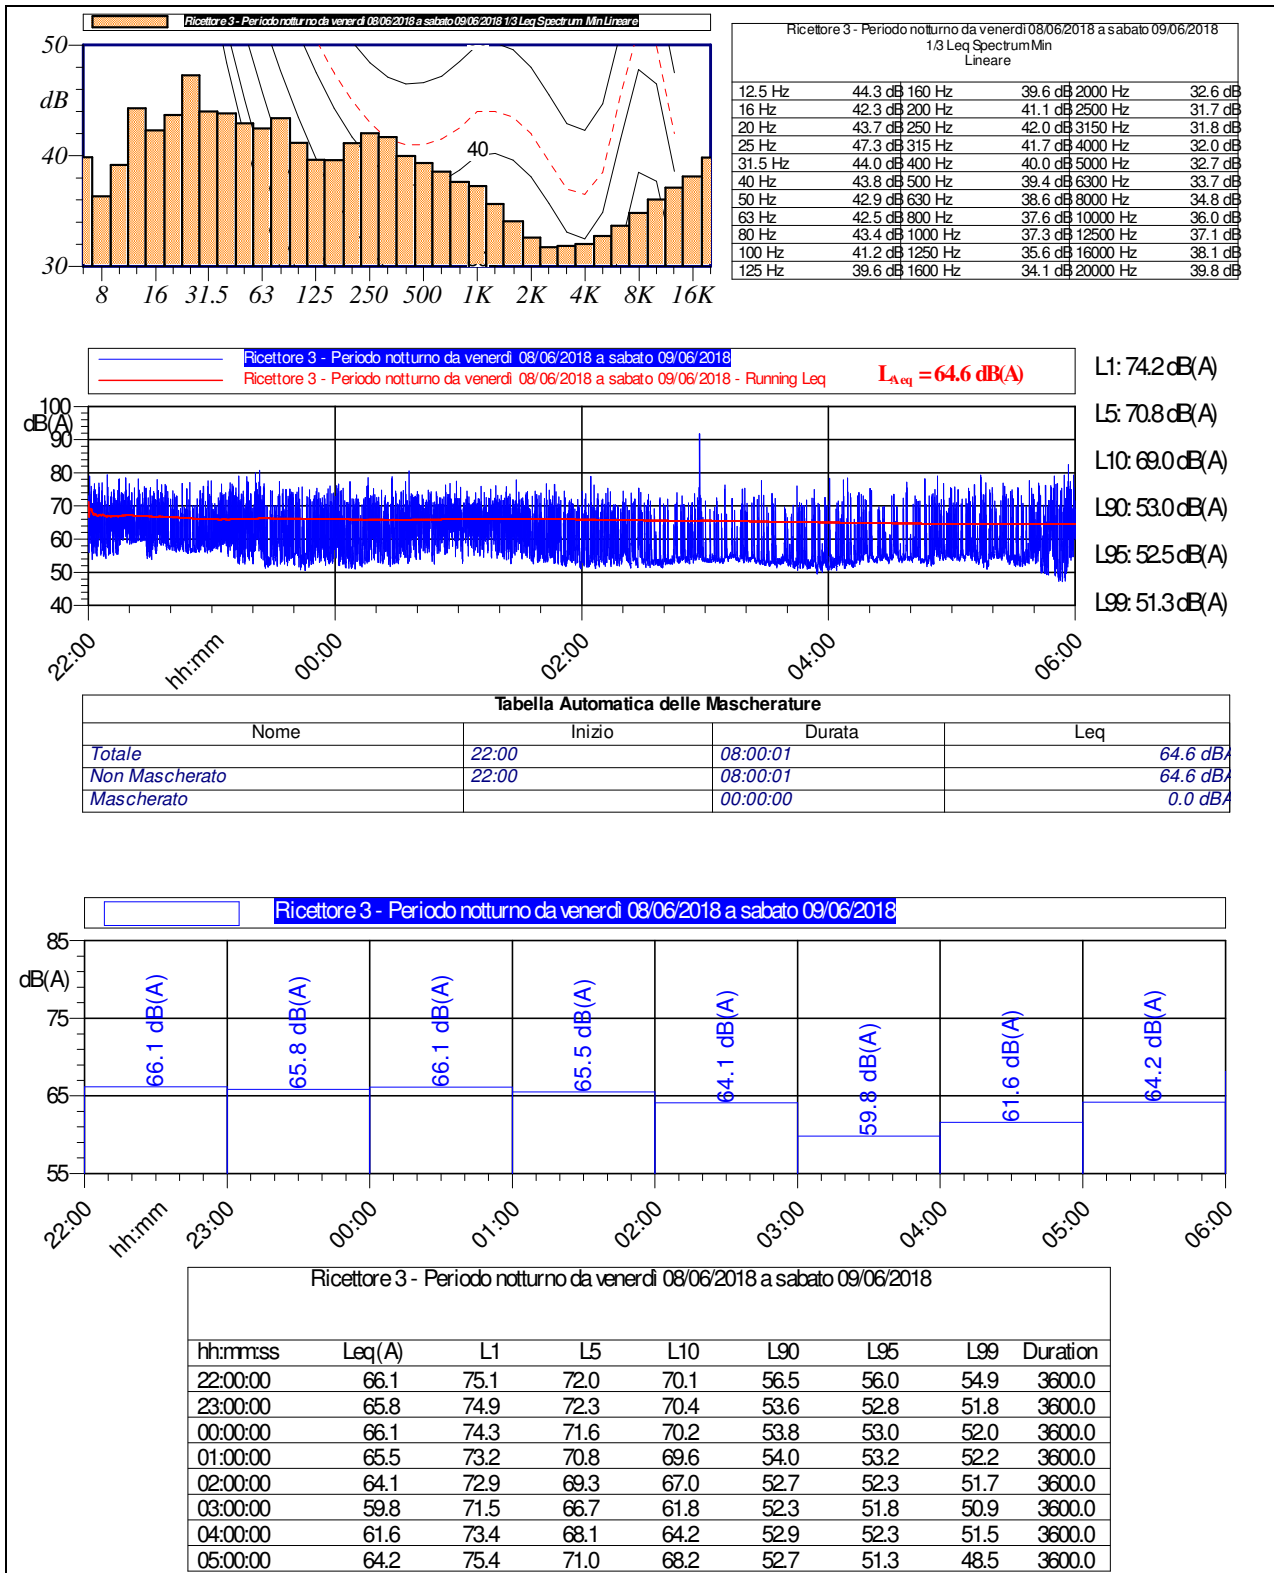 Ricettore 3 - Periodo notturno da venerdì 08/06/2018 a sabato 09/06/2018 1/3 Leq Spectrum Min Lineare
50
dB
40
30
40
8 16 31.5 63 125 250 500 1K 2K 4K 8K 16K
Ricettore 3 - Periodo notturno da venerdì 08/06/2018 a sabato 09/06/2018
1/3 Leq Spectrum Min
Lineare
12.5 Hz 44.3 dB 160 Hz 39.6 dB 2000 Hz 32.6 dB
16 Hz 42.3 dB 200 Hz 41.1 dB 2500 Hz 31.7 dB
20 Hz 43.7 dB 250 Hz 42.0 dB 3150 Hz 31.8 dB
25 Hz 47.3 dB 315 Hz 41.7 dB 4000 Hz 32.0 dB
31.5 Hz 44.0 dB 400 Hz 40.0 dB 5000 Hz 32.7 dB
40 Hz 43.8 dB 500 Hz 39.4 dB 6300 Hz 33.7 dB
50 Hz 42.9 dB 630 Hz 38.6 dB 8000 Hz 34.8 dB
63 Hz 42.5 dB 800 Hz 37.6 dB 10000 Hz 36.0 dB
80 Hz 43.4 dB 1000 Hz 37.3 dB 12500 Hz 37.1 dB
100 Hz 41.2 dB 1250 Hz 35.6 dB 16000 Hz 38.1 dB
125 Hz 39.6 dB 1600 Hz 34.1 dB 20000 Hz 39.8 dB
Ricettore 3 - Periodo notturno da venerdì 08/06/2018 a sabato 09/06/2018
Ricettore 3 - Periodo notturno da venerdì 08/06/2018 a sabato 09/06/2018 - Running Leq
LAeq = 64.6 dB(A)
100
dB(A)
90
80
70
60
50
40
22:00 hh:mm 00:00 02:00 04:00 06:00
L1: 74.2 dB(A)
L5: 70.8 dB(A)
L10: 69.0 dB(A)
L90: 53.0 dB(A)
L95: 52.5 dB(A)
L99: 51.3 dB(A)
Tabella Automatica delle Mascherature
Nome Inizio Durata Leq
Totale 22:00 08:00:01 64.6 dBA
Non Mascherato 22:00 08:00:01 64.6 dBA
Mascherato 00:00:00 0.0 dBA
Ricettore 3 - Periodo notturno da venerdì 08/06/2018 a sabato 09/06/2018
85
dB(A)
75
65
55
66.1 dB(A) 65.8 dB(A) 66.1 dB(A) 65.5 dB(A) 64.1 dB(A) 59.8 dB(A) 61.6 dB(A) 64.2 dB(A)
22:00 hh:mm 23:00 00:00 01:00 02:00 03:00 04:00 05:00 06:00
Ricettore 3 - Periodo notturno da venerdì 08/06/2018 a sabato 09/06/2018
hh:mm:ss Leq(A) L1 L5 L10 L90 L95 L99 Duration
22:00:00 66.1 75.1 72.0 70.1 56.5 56.0 54.9 3600.0
23:00:00 65.8 74.9 72.3 70.4 53.6 52.8 51.8 3600.0
00:00:00 66.1 74.3 71.6 70.2 53.8 53.0 52.0 3600.0
01:00:00 65.5 73.2 70.8 69.6 54.0 53.2 52.2 3600.0
02:00:00 64.1 72.9 69.3 67.0 52.7 52.3 51.7 3600.0
03:00:00 59.8 71.5 66.7 61.8 52.3 51.8 50.9 3600.0
04:00:00 61.6 73.4 68.1 64.2 52.9 52.3 51.5 3600.0
05:00:00 64.2 75.4 71.0 68.2 52.7 51.3 48.5 3600.0